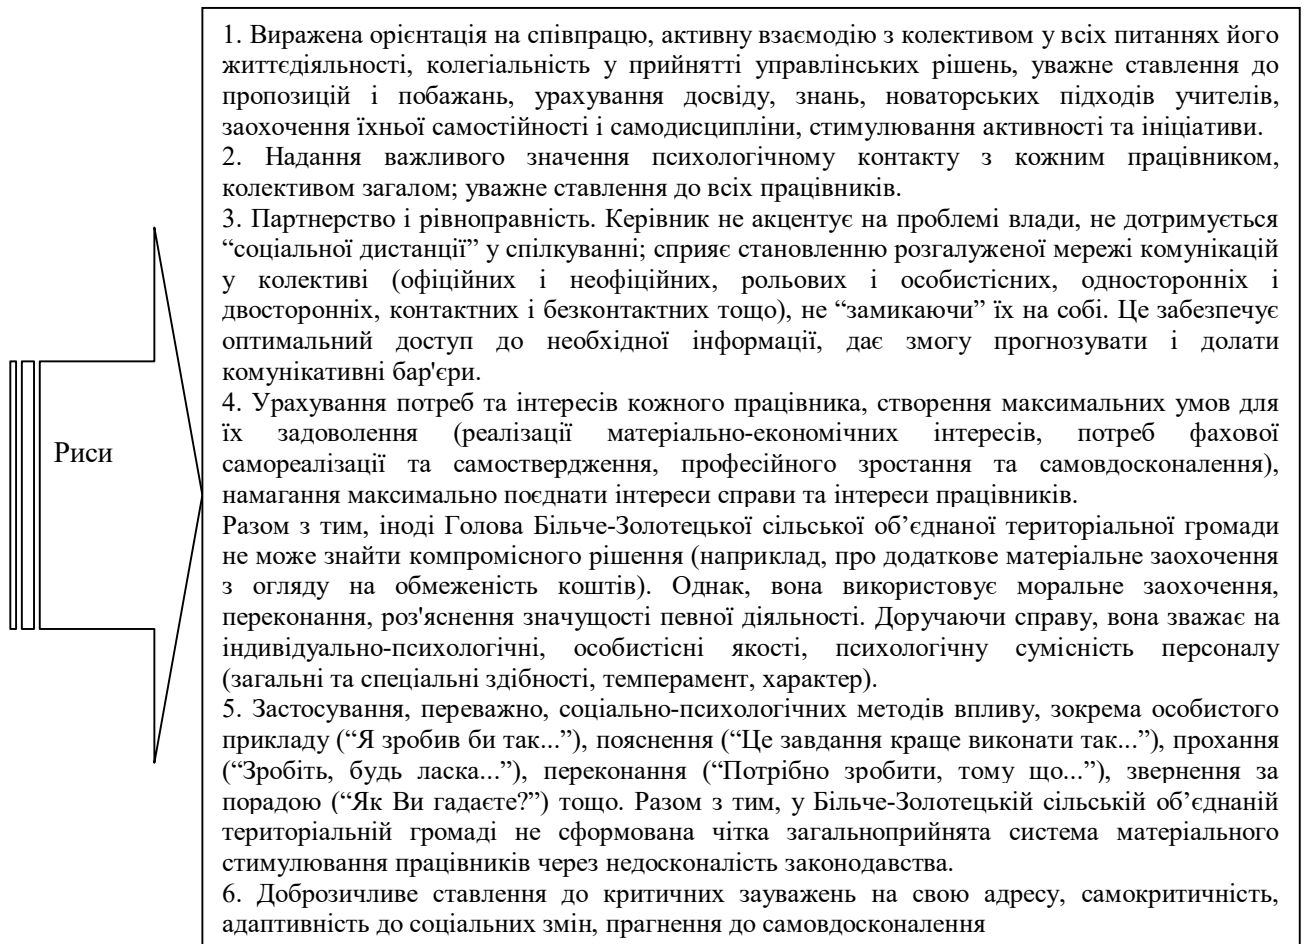 Риси
1. Виражена орієнтація на співпрацю, активну взаємодію з колективом у всіх питаннях його
життєдіяльності, колегіальність у прийнятті управлінських рішень, уважне ставлення до
пропозицій і побажань, урахування досвіду, знань, новаторських підходів учителів,
заохочення їхньої самостійності і самодисципліни, стимулювання активності та ініціативи.
2. Надання важливого значення психологічному контакту з кожним працівником,
колективом загалом; уважне ставлення до всіх працівників.
3. Партнерство і рівноправність. Керівник не акцентує на проблемі влади, не дотримується
“соціальної дистанції” у спілкуванні; сприяє становленню розгалуженої мережі комунікацій
у колективі (офіційних і неофіційних, рольових і особистісних, односторонніх і
двосторонніх, контактних і безконтактних тощо), не “замикаючи” їх на собі. Це забезпечує
оптимальний доступ до необхідної інформації, дає змогу прогнозувати і долати
комунікативні бар'єри.
4. Урахування потреб та інтересів кожного працівника, створення максимальних умов для
їх задоволення (реалізації матеріально-економічних інтересів, потреб фахової
самореалізації та самоствердження, професійного зростання та самовдосконалення),
намагання максимально поєднати інтереси справи та інтереси працівників.
Разом з тим, іноді Голова Більче-Золотецької сільської об’єднаної територіальної громади
не може знайти компромісного рішення (наприклад, про додаткове матеріальне заохочення
з огляду на обмеженість коштів). Однак, вона використовує моральне заохочення,
переконання, роз'яснення значущості певної діяльності. Доручаючи справу, вона зважає на
індивідуально-психологічні, особистісні якості, психологічну сумісність персоналу
(загальні та спеціальні здібності, темперамент, характер).
5. Застосування, переважно, соціально-психологічних методів впливу, зокрема особистого
прикладу (“Я зробив би так...”), пояснення (“Це завдання краще виконати так...”), прохання
(“Зробіть, будь ласка...”), переконання (“Потрібно зробити, тому що...”), звернення за
порадою (“Як Ви гадаєте?”) тощо. Разом з тим, у Більче-Золотецькій сільській об’єднаній
територіальній громаді не сформована чітка загальноприйнята система матеріального
стимулювання працівників через недосконалість законодавства.
6. Доброзичливе ставлення до критичних зауважень на свою адресу, самокритичність,
адаптивність до соціальних змін, прагнення до самовдосконалення